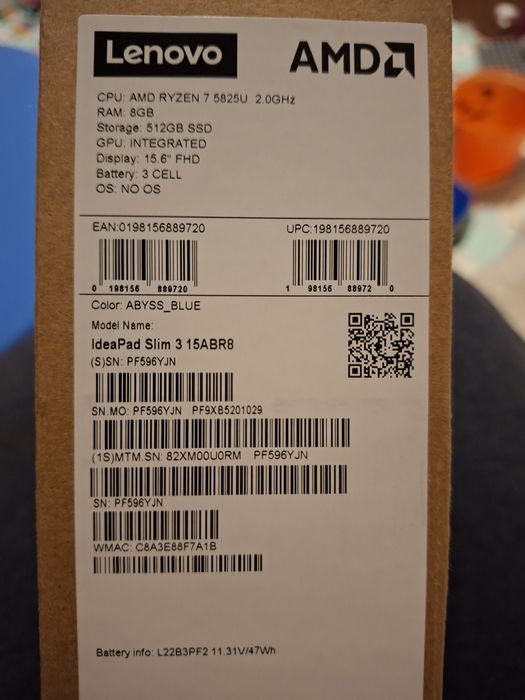 Lenovo AMD
CPU: AMD RYZEN 7 5825U 2.0GHz
RAM: 8GB
Storage: 512GB SSD
GPU: INTEGRATED
Display: 15.6" FHD
Battery: 3 CELL
OS: NO OS
EAN:0198156889720 UPC:198156889720
0 198156 889720 1 98156 88972 0
Color: ABYSS_BLUE
Model Name:
IdeaPad Slim 3 15ABR8
(S)SN: PF596YJN
SN.MO: PF596YJN PF9XB5201029
(1S)MTM.SN: 82XM00U0RM PF596YJN
SN: PF596YJN
WMAC: C8A3E88F7A1B
Battery info: L22B3PF2 11.31V/47Wh